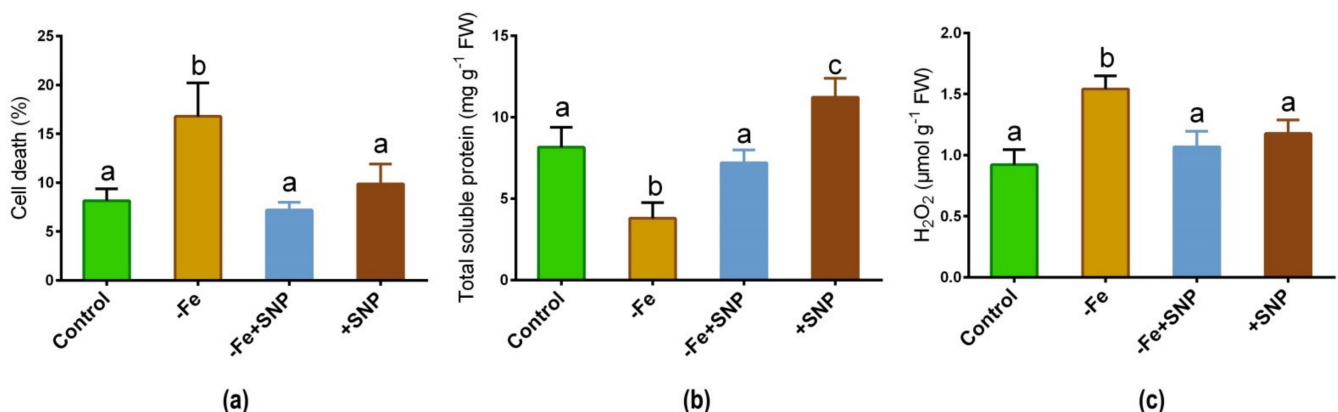 Cell death (%)
25
20
15
10
5
0
a
b
a
a
Control
-Fe
-Fe+SNP
+SNP
(a)
Total soluble protein (mg g⁻¹ FW)
15
10
5
0
a
b
a
c
Control
-Fe
-Fe+SNP
+SNP
(b)
H₂O₂ (µmol g⁻¹ FW)
2.0
1.5
1.0
0.5
0.0
a
b
a
a
Control
-Fe
-Fe+SNP
+SNP
(c)